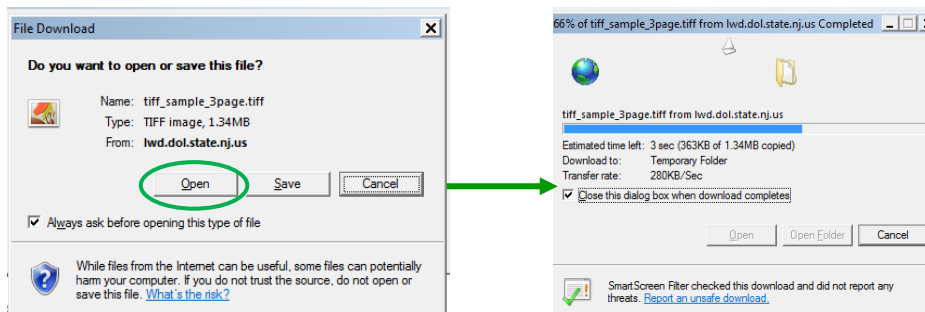 File Download
Do you want to open or save this file?
Name: tiff_sample_3page.tiff
Type: TIFF image, 1.34MB
From: lwd.dol.state.nj.us
Open Save Cancel
Always ask before opening this type of file
While files from the Internet can be useful, some files can potentially
harm your computer. If you do not trust the source, do not open or
save this file. What's the risk?
66% of tiff_sample_3page.tiff from lwd.dol.state.nj.us Completed
tiff_sample_3page.tiff from lwd.dol.state.nj.us
Estimated time left: 3 sec (363KB of 1.34MB copied)
Download to: Temporary Folder
Transfer rate: 280KB/Sec
Close this dialog box when download completes
Open Open Folder Cancel
SmartScreen Filter checked this download and did not report any
threats. Report an unsafe download.